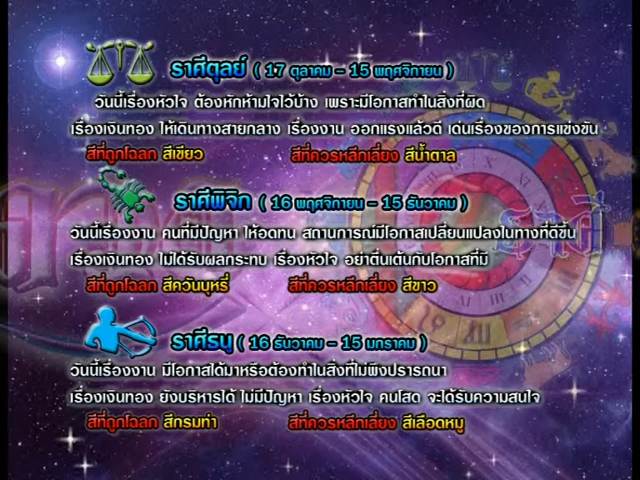 ราศีตุลย์ ( 17 ตุลาคม - 15 พฤศจิกายน )
วันนี้เรื่องหัวใจ ต้องหักห้ามใจไว้บ้าง เพราะมีโอกาสทำในสิ่งที่ผิด
เรื่องเงินทอง ให้เดินทางสายกลาง เรื่องงาน ออกแรงแล้วดี เด่นเรื่องของการแข่งขัน
สีที่ถูกโฉลก สีเขียว สีที่ควรหลีกเลี่ยง สีน้ำตาล
ราศีพิจิก ( 16 พฤศจิกายน - 15 ธันวาคม )
วันนี้เรื่องงาน คนที่มีปัญหา ให้อดทน สถานการณ์มีโอกาสเปลี่ยนแปลงในทางที่ดีขึ้น
เรื่องเงินทอง ไม่ได้รับผลกระทบ เรื่องหัวใจ อย่าตื่นเต้นกับโอกาสที่มี
สีที่ถูกโฉลก สีควันบุหรี่ สีที่ควรหลีกเลี่ยง สีขาว
ราศีธนู ( 16 ธันวาคม - 15 มกราคม )
วันนี้เรื่องงาน มีโอกาสได้มาหรือต้องทำในสิ่งที่ไม่พึงปรารถนา
เรื่องเงินทอง ยังบริหารได้ ไม่มีปัญหา เรื่องหัวใจ คนโสด จะได้รับความสนใจ
สีที่ถูกโฉลก สีกรมท่า สีที่ควรหลีกเลี่ยง สีเลือดหมู